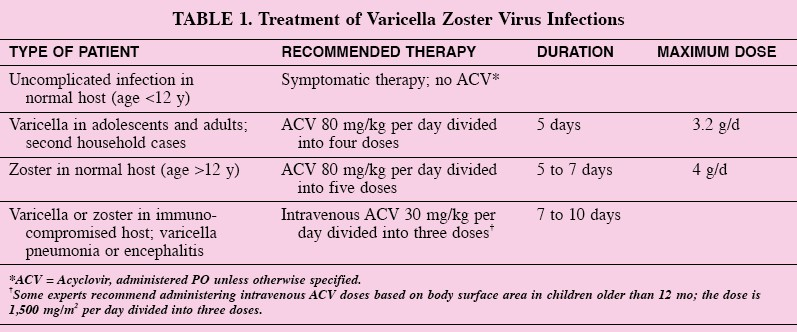 TABLE 1. Treatment of Varicella Zoster Virus Infections
TYPE OF PATIENT RECOMMENDED THERAPY DURATION MAXIMUM DOSE
Uncomplicated infection in Symptomatic therapy; no ACV*
normal host (age <12 y)
Varicella in adolescents and adults; ACV 80 mg/kg per day divided 5 days 3.2 g/d
second household cases into four doses
Zoster in normal host (age >12 y) ACV 80 mg/kg per day divided 5 to 7 days 4 g/d
into five doses
Varicella or zoster in immuno- Intravenous ACV 30 mg/kg per 7 to 10 days
compromised host; varicella day divided into three doses†
pneumonia or encephalitis
*ACV = Acyclovir, administered PO unless otherwise specified.
†Some experts recommend administering intravenous ACV doses based on body surface area in children older than 12 mo; the dose is
1,500 mg/m² per day divided into three doses.